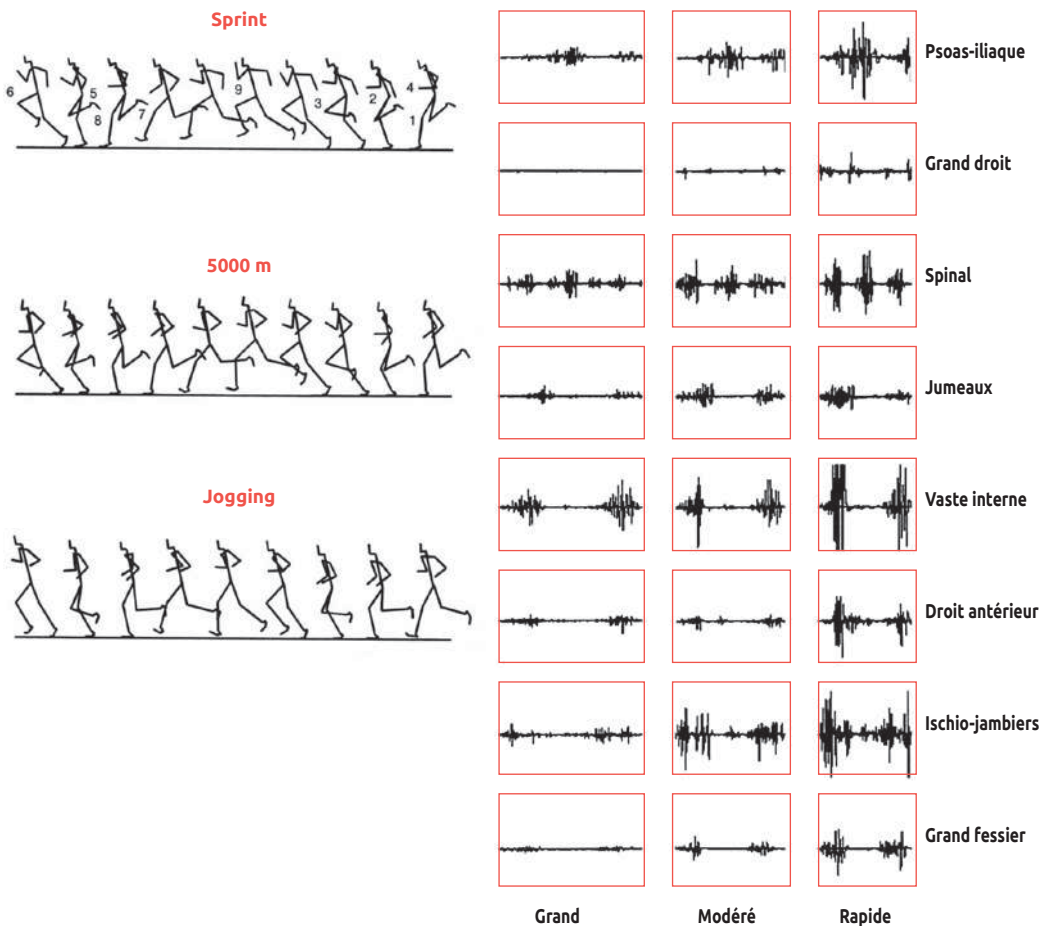 Sprint
6
5
8
7
9
3
2
4
1
5000 m
Jogging
Psoas-iliaque
Grand droit
Spinal
Jumeaux
Vaste interne
Droit antérieur
Ischio-jambiers
Grand fessier
Grand
Modéré
Rapide